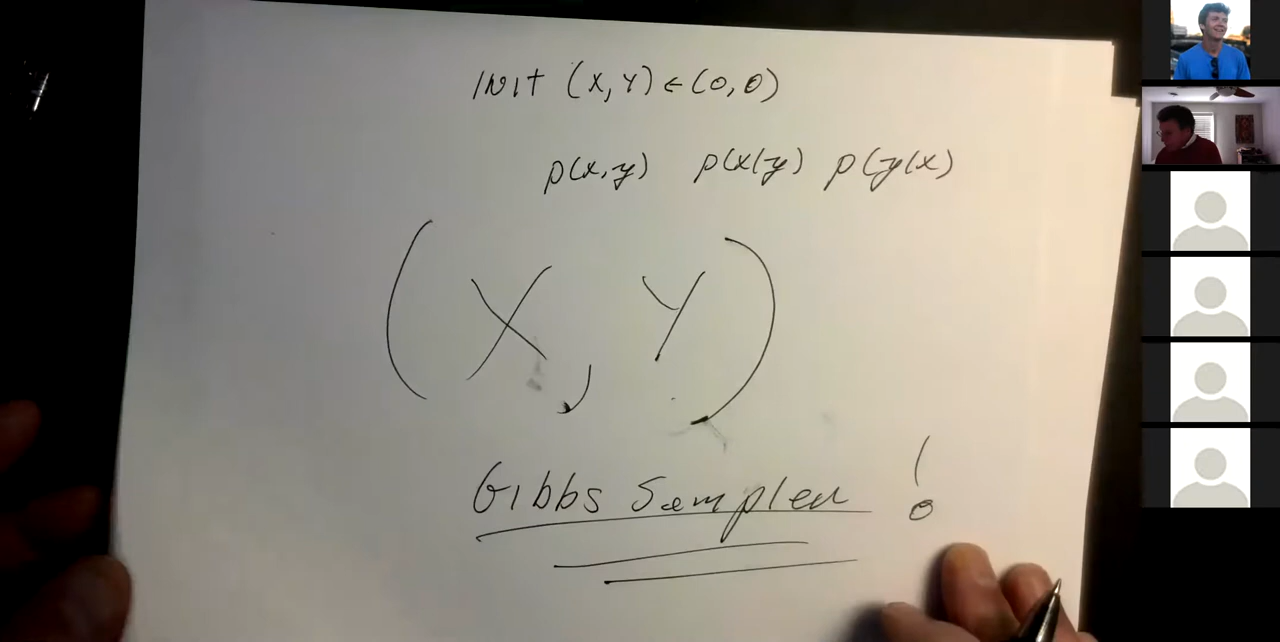 INIT (X, Y) ← (0, 0)
p(x,y) p(x|y) p(y|x)
(X, Y)
Gibbs Sampler !